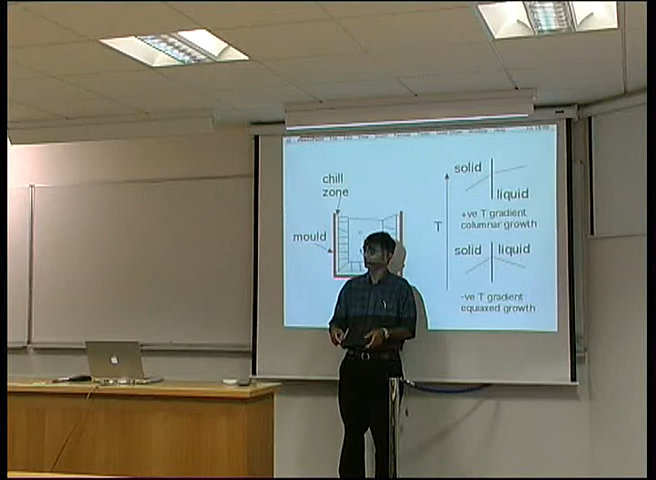 chill
zone
mould
T
solid
liquid
+ve T gradient
columnar growth
solid liquid
-ve T gradient
equiaxed growth